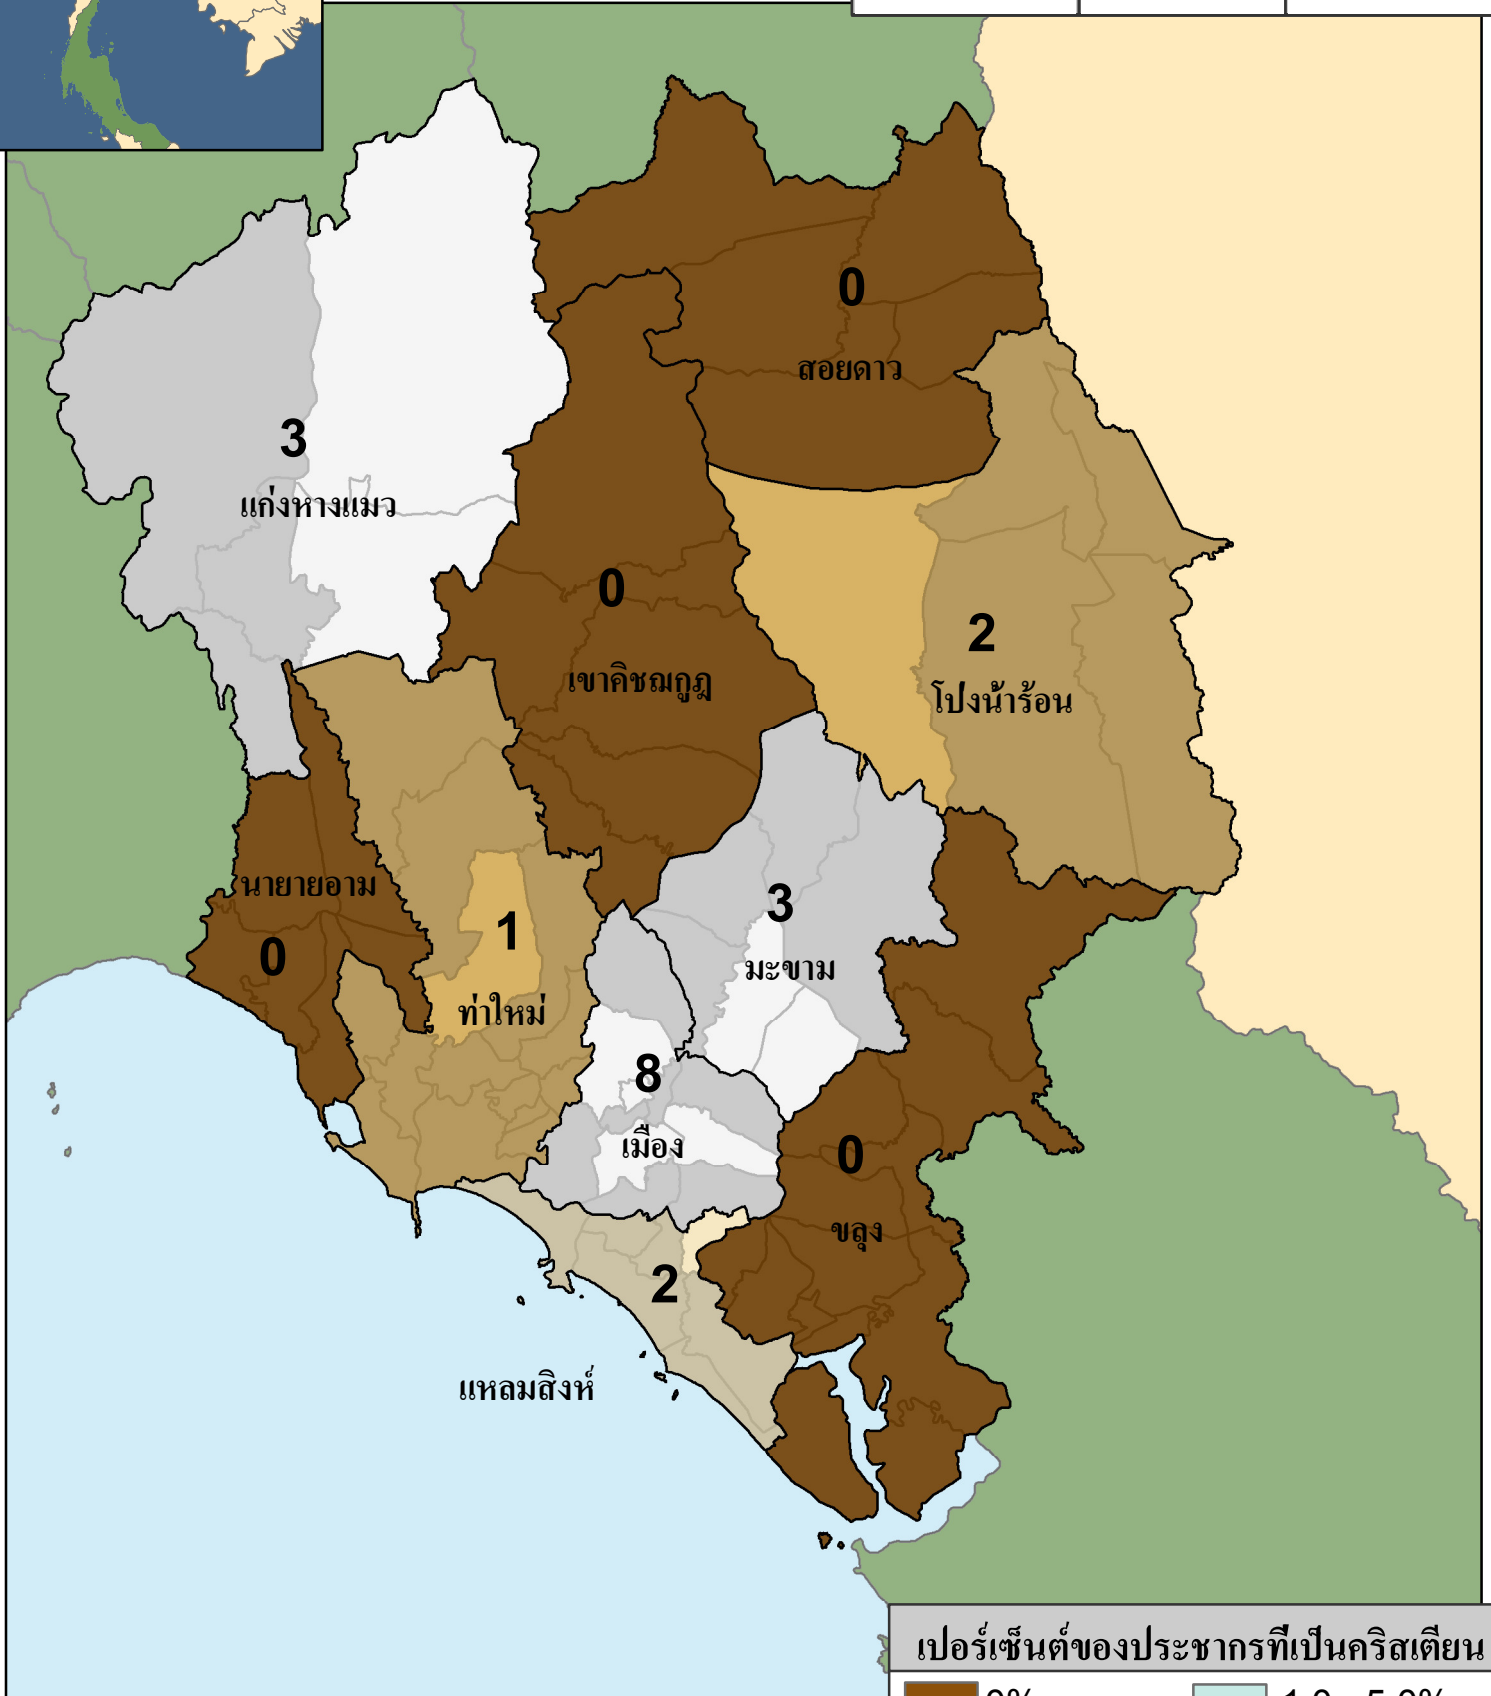 0
สอยดาว
3
แก่งหางแมว
0
เขาคิชฌกูฏ
2
โป่งน้ำร้อน
นายายอาม
0
1
ท่าใหม่
3
มะขาม
8
เมือง
0
ขลุง
2
แหลมสิงห์
เปอร์เซ็นต์ของประชากรที่เป็นคริสเตียน
0%